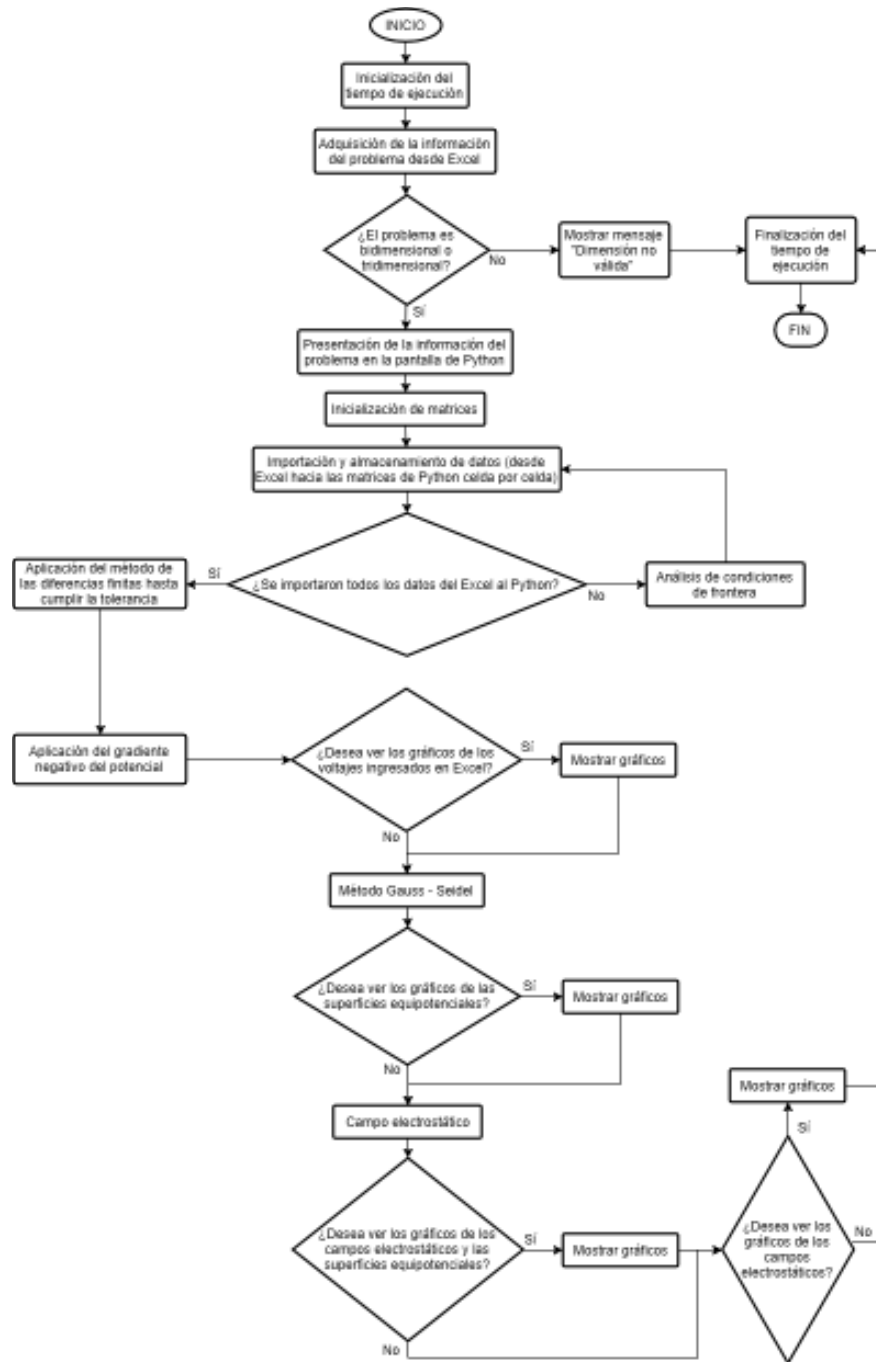 INICIO
Inicialización del
tiempo de ejecución
Adquisición de la información
del problema desde Excel
¿El problema es
bidimensional o
tridimensional?
No
Mostrar mensaje
"Dimensión no
válida"
Finalización del
tiempo de
ejecución
FIN
Sí
Presentación de la información del
problema en la pantalla de Python
Inicialización de matrices
Importación y almacenamiento de datos (desde
Excel hacia las matrices de Python celda por celda)
¿Se importaron todos los datos del Excel al Python?
No
Análisis de condiciones
de frontera
Sí
Aplicación del método de
las diferencias finitas hasta
cumplir la tolerancia
Aplicación del gradiente
negativo del potencial
¿Desea ver los gráficos de los
voltajes ingresados en Excel?
Sí
Mostrar gráficos
No
Método Gauss - Seidel
¿Desea ver los gráficos de las
superficies equipotenciales?
Sí
Mostrar gráficos
No
Campo electrostático
¿Desea ver los gráficos de los
campos electrostáticos y las
superficies equipotenciales?
Sí
Mostrar gráficos
No
¿Desea ver los
gráficos de los
campos
electrostáticos?
Sí
Mostrar gráficos
No